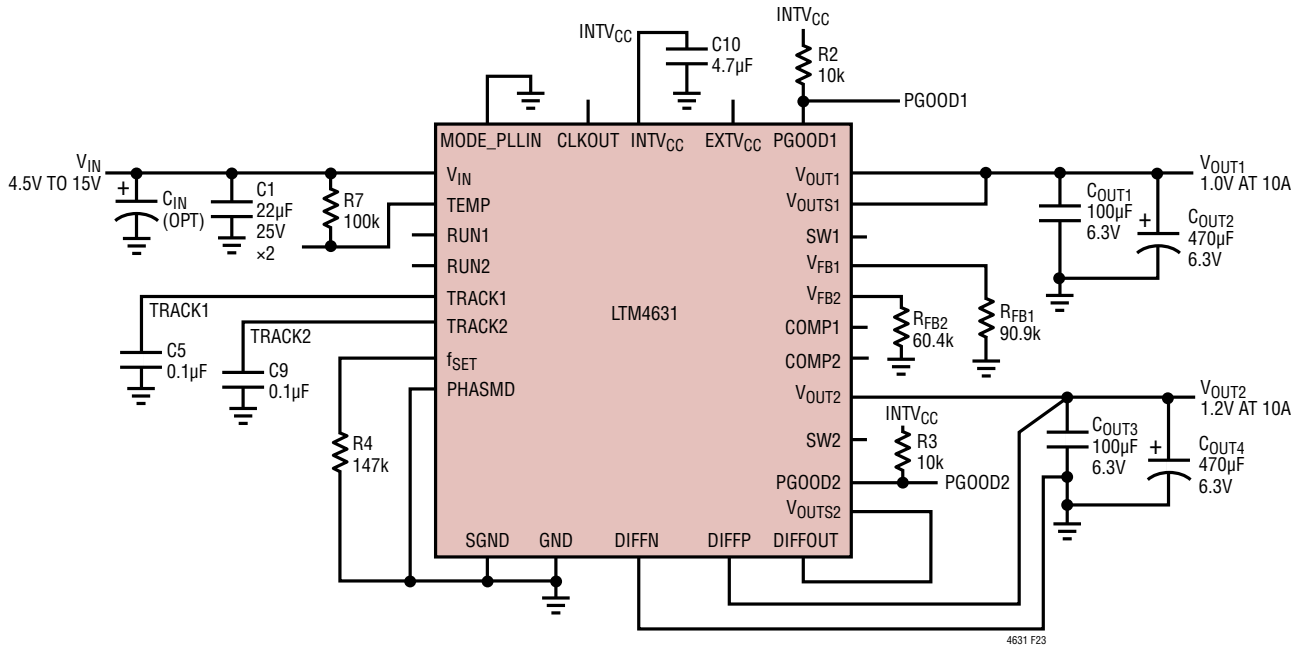 INTVCC
INTVCC
C10
4.7µF
R2
10k
PGOOD1
MODE_PLLIN
CLKOUT
INTVCC
EXTVCC
PGOOD1
VIN
4.5V TO 15V
+
CIN
(OPT)
C1
22µF
25V
×2
R7
100k
VIN
TEMP
RUN1
RUN2
TRACK1
TRACK2
fSET
PHASMD
TRACK1
C5
0.1µF
TRACK2
C9
0.1µF
R4
147k
LTM4631
VOUT1
VOUTS1
SW1
VFB1
VFB2
COMP1
COMP2
VOUT2
SW2
PGOOD2
VOUTS2
SGND
GND
DIFFN
DIFFP
DIFFOUT
VOUT1
1.0V AT 10A
COUT1
100µF
6.3V
+
COUT2
470µF
6.3V
RFB2
60.4k
RFB1
90.9k
VOUT2
1.2V AT 10A
INTVCC
R3
10k
PGOOD2
COUT3
100µF
6.3V
+
COUT4
470µF
6.3V
4631 F23